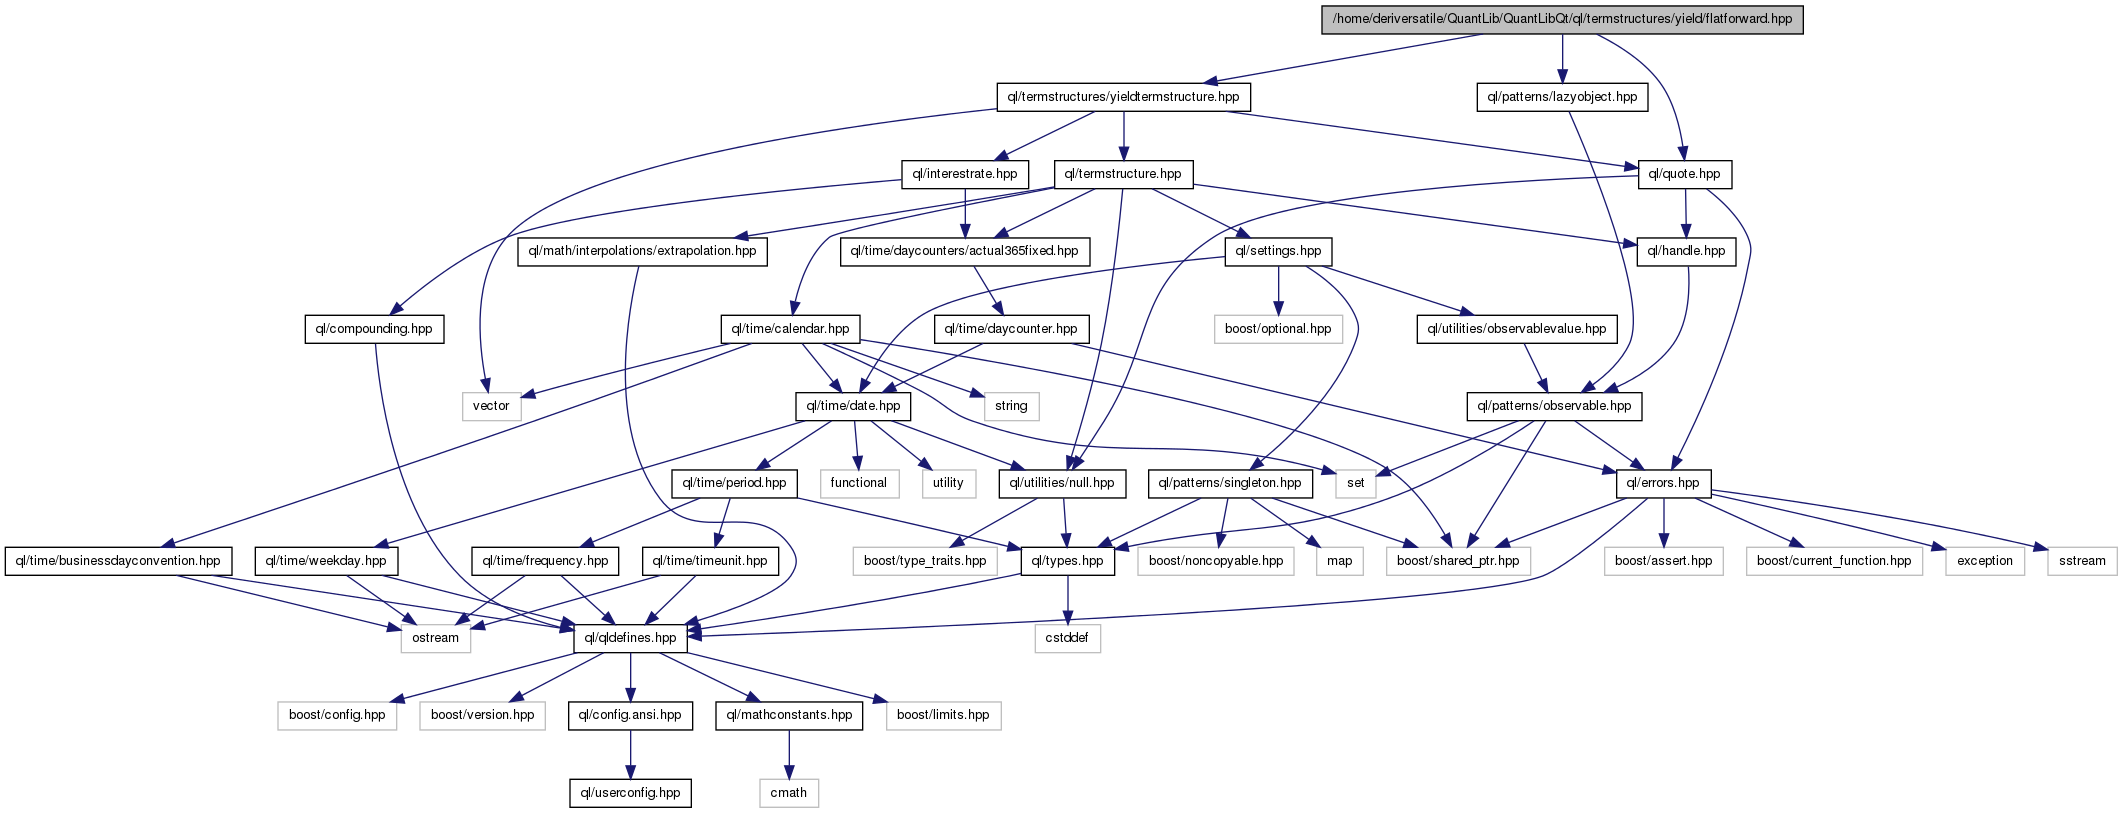 /home/deriversatile/QuantLib/QuantLibQt/ql/termstructures/yield/flatforward.hpp
ql/termstructures/yieldtermstructure.hpp
ql/patterns/lazyobject.hpp
ql/interestrate.hpp
ql/termstructure.hpp
ql/quote.hpp
ql/math/interpolations/extrapolation.hpp
ql/time/daycounters/actual365fixed.hpp
ql/settings.hpp
ql/handle.hpp
ql/compounding.hpp
ql/time/calendar.hpp
ql/time/daycounter.hpp
boost/optional.hpp
ql/utilities/observablevalue.hpp
vector
ql/time/date.hpp
string
ql/patterns/observable.hpp
ql/time/period.hpp
functional
utility
ql/utilities/null.hpp
ql/patterns/singleton.hpp
set
ql/errors.hpp
ql/time/businessdayconvention.hpp
ql/time/weekday.hpp
ql/time/frequency.hpp
ql/time/timeunit.hpp
boost/type_traits.hpp
ql/types.hpp
boost/noncopyable.hpp
map
boost/shared_ptr.hpp
boost/assert.hpp
boost/current_function.hpp
exception
sstream
ostream
ql/qldefines.hpp
cstddef
boost/config.hpp
boost/version.hpp
ql/config.ansi.hpp
ql/mathconstants.hpp
boost/limits.hpp
ql/userconfig.hpp
cmath